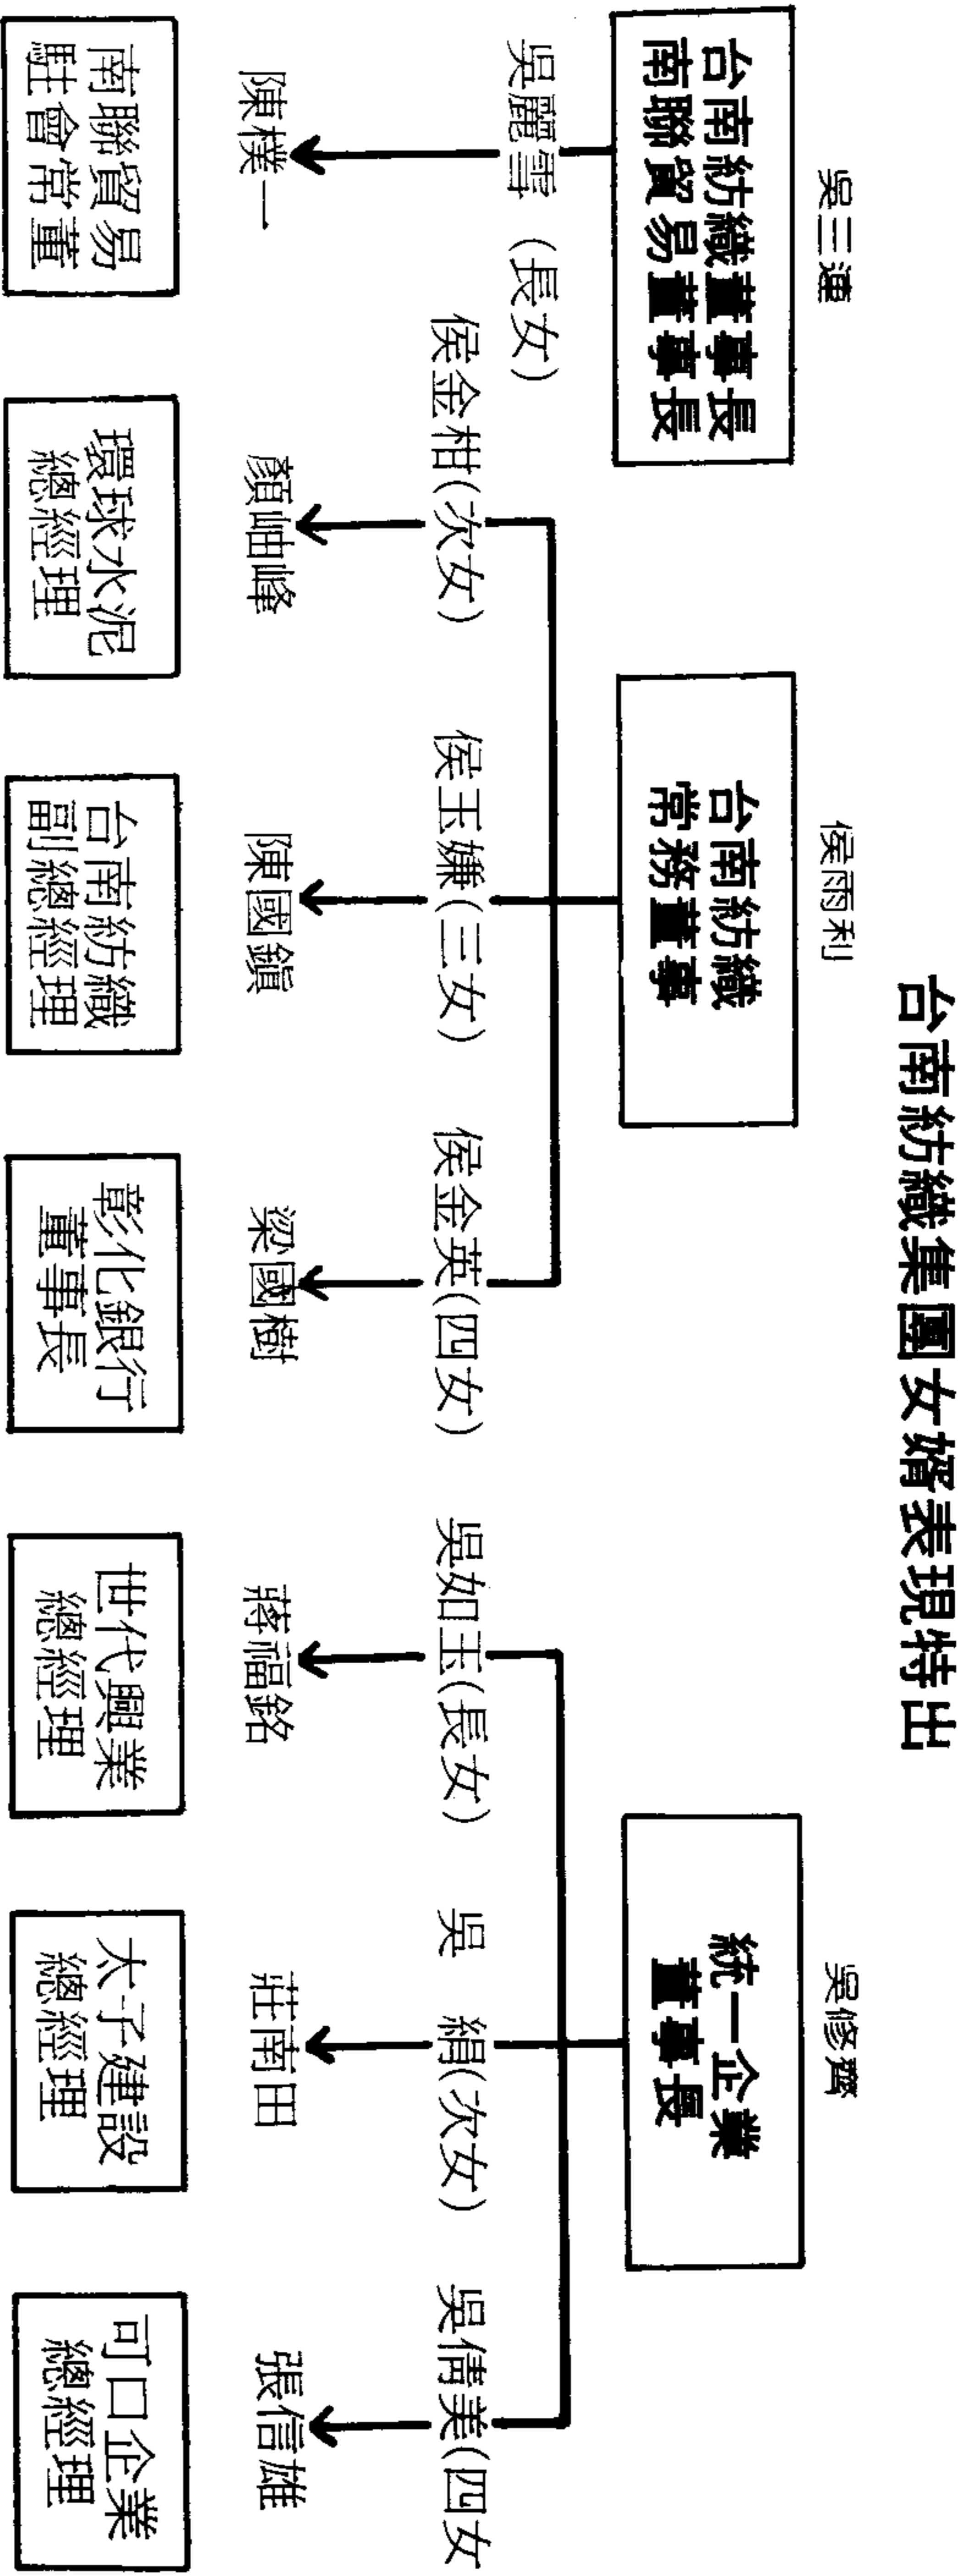 台南紡織集團女婿表現特出
吳三連
台南紡織董事長
南聯貿易董事長
吳麗雪(長女)
陳樸一
南聯貿易
駐會常董
侯雨利
台南紡織
常務董事
侯金柑(次女)
顏岫峰
環球水泥
總經理
侯玉嫌(三女)
陳國鎮
台南紡織
副總經理
侯金英(四女)
梁國樹
彰化銀行
董事長
吳修齊
統一企業
董事長
吳如玉(長女)
蔣福銘
世代興業
總經理
吳 絹(次女)
莊南田
太子建設
總經理
吳儁美(四女
張信雄
可口企業
總經理